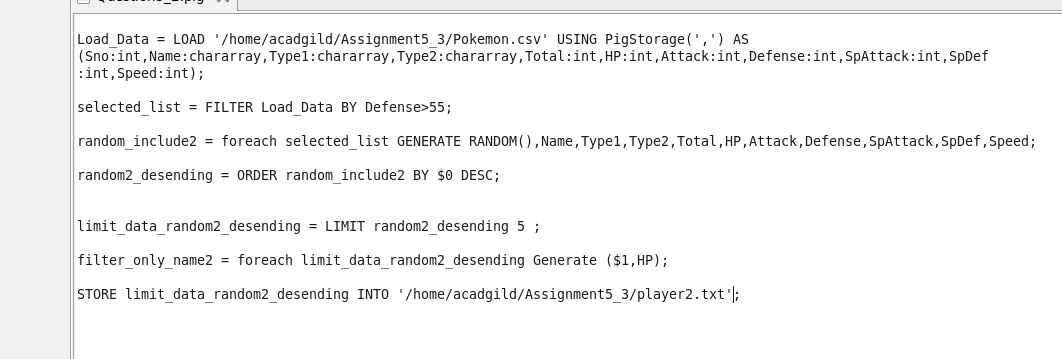 Load_Data = LOAD '/home/acadgild/Assignment5_3/Pokemon.csv' USING PigStorage(',') AS
(Sno:int,Name:chararray,Type1:chararray,Type2:chararray,Total:int,HP:int,Attack:int,Defense:int,SpAttack:int,SpDef
:int,Speed:int);
selected_list = FILTER Load_Data BY Defense>55;
random_include2 = foreach selected_list GENERATE RANDOM(),Name,Type1,Type2,Total,HP,Attack,Defense,SpAttack,SpDef,Speed;
random2_desending = ORDER random_include2 BY $0 DESC;
limit_data_random2_desending = LIMIT random2_desending 5 ;
filter_only_name2 = foreach limit_data_random2_desending Generate ($1,HP);
STORE limit_data_random2_desending INTO '/home/acadgild/Assignment5_3/player2.txt';